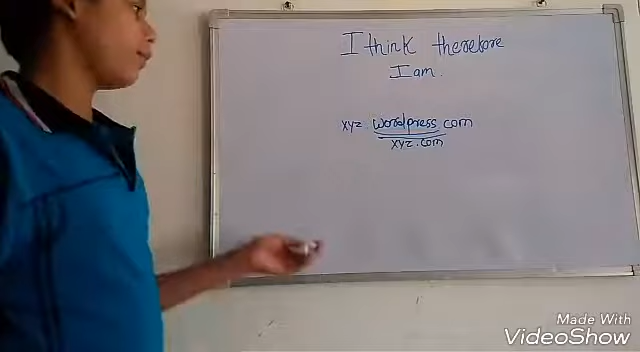 I think therefore
I am.
xyz.wordpress com
xyz.com
Made With
VideoShow